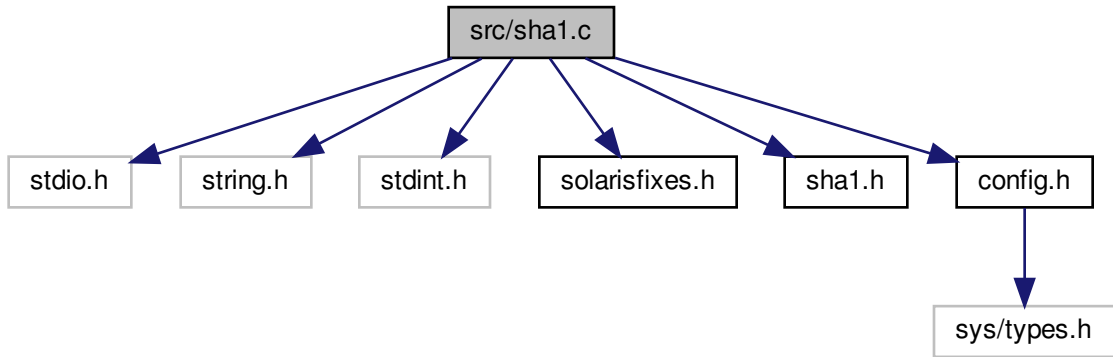 src/sha1.c
stdio.h
string.h
stdint.h
solarisfixes.h
sha1.h
config.h
sys/types.h